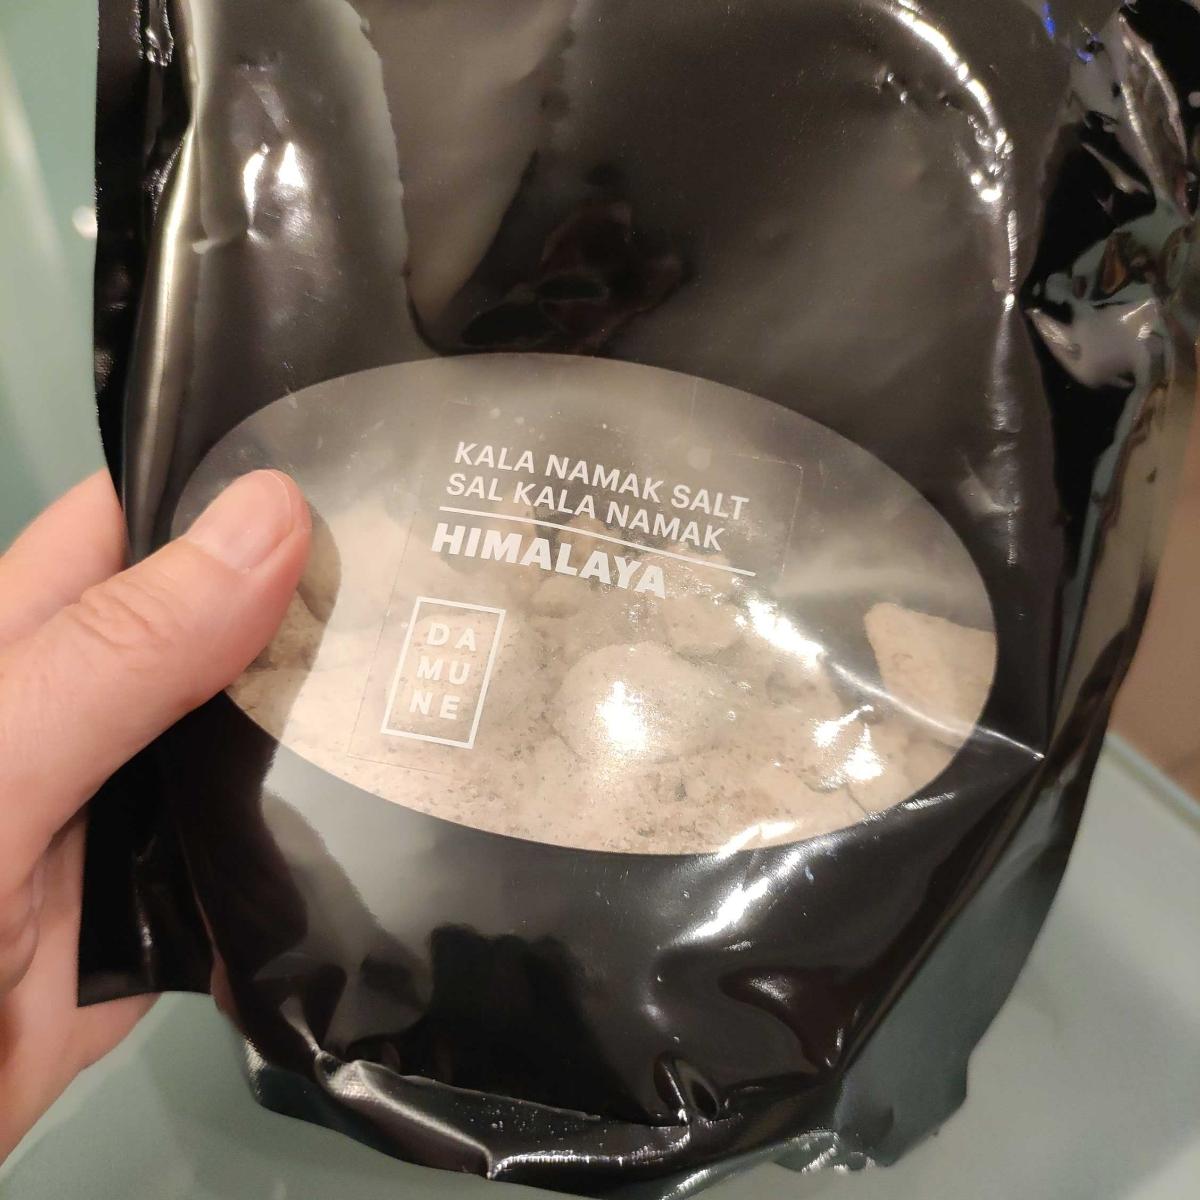 KALA NAMAK SALT
SAL KALA NAMAK
HIMALAYA
DA
MU
NE